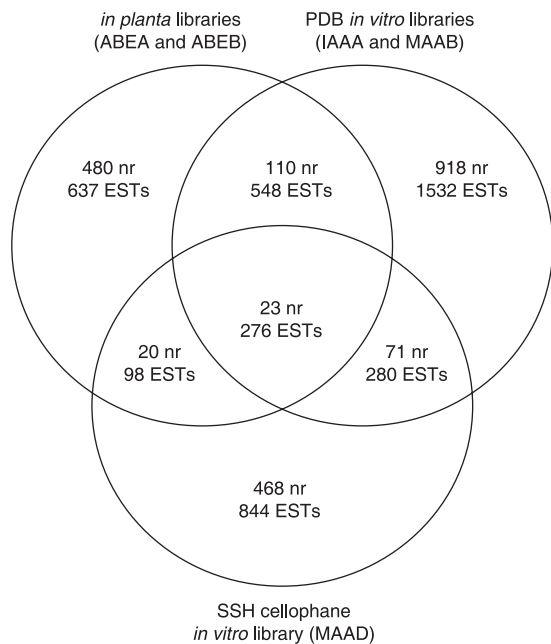 in planta libraries
(ABEA and ABEB)
PDB in vitro libraries
(IAAA and MAAB)
480 nr
637 ESTs
110 nr
548 ESTs
918 nr
1532 ESTs
23 nr
276 ESTs
20 nr
98 ESTs
71 nr
280 ESTs
468 nr
844 ESTs
SSH cellophane
in vitro library (MAAD)